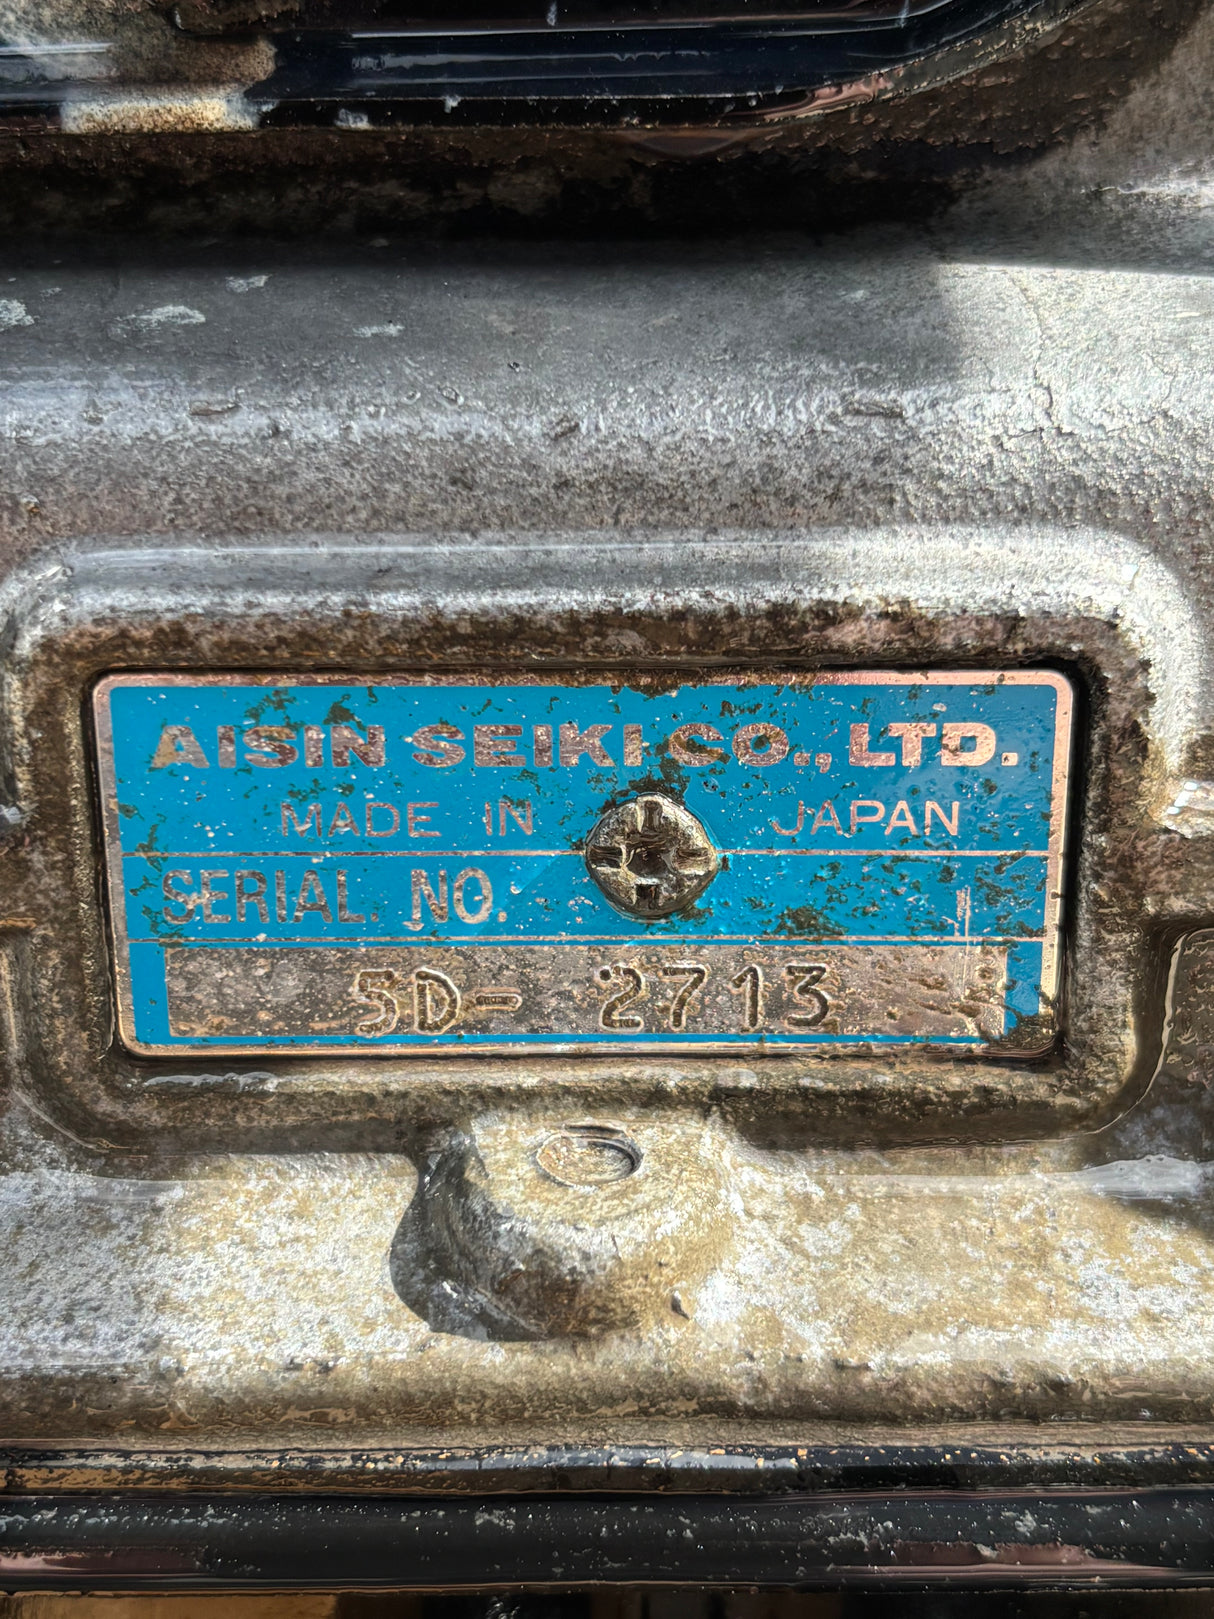 AISIN SEIKI CO., LTD.
MADE IN JAPAN
SERIAL NO.
5D- 2713